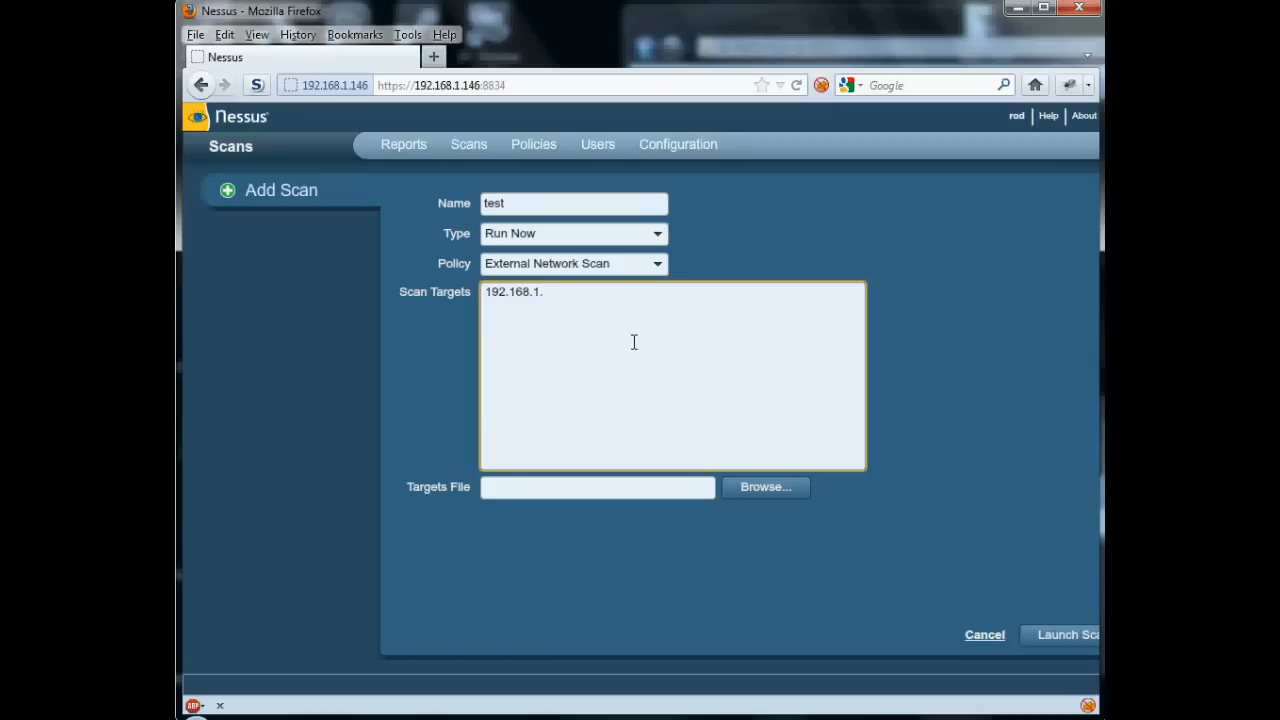 Nessus - Mozilla Firefox
File Edit View History Bookmarks Tools Help
Nessus
S 192.168.1.146 https://192.168.1.146:8834 Google
Nessus rod Help About
Scans Reports Scans Policies Users Configuration
Add Scan
Name test
Type Run Now
Policy External Network Scan
Scan Targets 192.168.1.
Targets File Browse...
Cancel Launch Sca
ABP